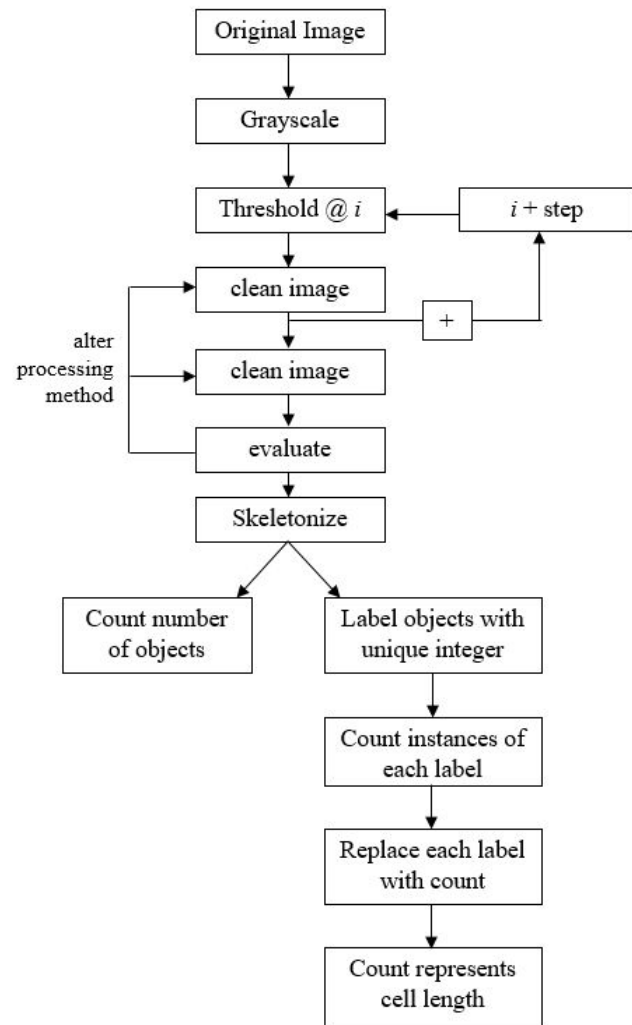 Original Image
Grayscale
Threshold @ i
i + step
clean image
+
alter
processing
method
clean image
evaluate
Skeletonize
Count number
of objects
Label objects with
unique integer
Count instances of
each label
Replace each label
with count
Count represents
cell length